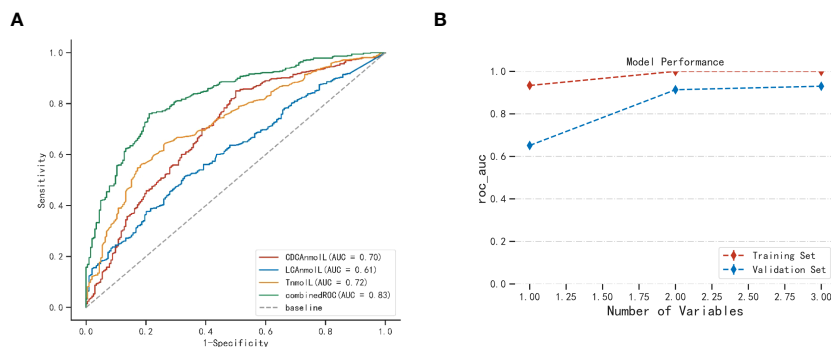 A
1.0
0.8
0.6
0.4
0.2
0.0
Sensitivity
0.0 0.2 0.4 0.6 0.8 1.0
1-Specificity
CDCAnmolL(AUC = 0.70)
LCAnmolL(AUC = 0.61)
TnmolL(AUC = 0.72)
combinedROC(AUC = 0.83)
baseline
B
Model Performance
1.0
0.8
0.6
0.4
0.2
0.0
roc_auc
1.00 1.25 1.50 1.75 2.00 2.25 2.50 2.75 3.00
Number of Variables
Training Set
Validation Set